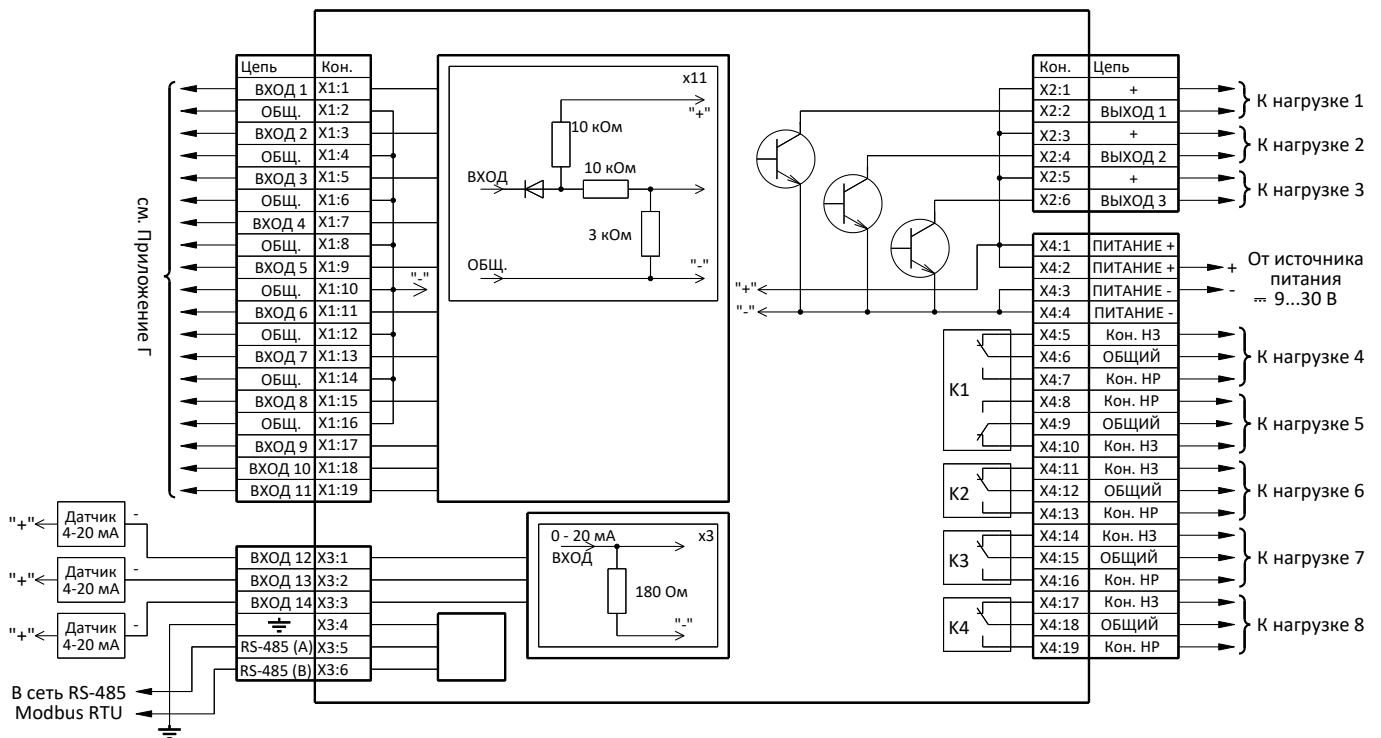 Цепь Кон.
ВХОД 1 X1:1
ОБЩ. X1:2
ВХОД 2 X1:3
ОБЩ. X1:4
ВХОД 3 X1:5
ОБЩ. X1:6
ВХОД 4 X1:7
ОБЩ. X1:8
ВХОД 5 X1:9
ОБЩ. X1:10
ВХОД 6 X1:11
ОБЩ. X1:12
ВХОД 7 X1:13
ОБЩ. X1:14
ВХОД 8 X1:15
ОБЩ. X1:16
ВХОД 9 X1:17
ВХОД 10 X1:18
ВХОД 11 X1:19
см. Приложение Г
"-"
x11
"+"
10 кОм
10 кОм
ВХОД
3 кОм
ОБЩ.
"-"
"+" Датчик 4-20 мА -
"+" Датчик 4-20 мА -
"+" Датчик 4-20 мА -
ВХОД 12 X3:1
ВХОД 13 X3:2
ВХОД 14 X3:3
X3:4
RS-485 (A) X3:5
RS-485 (B) X3:6
В сеть RS-485
Modbus RTU
0 - 20 мА
x3
ВХОД
180 Ом
"-"
"+"
"-"
Кон. Цепь
X2:1 +
X2:2 ВЫХОД 1
X2:3 +
X2:4 ВЫХОД 2
X2:5 +
X2:6 ВЫХОД 3
К нагрузке 1
К нагрузке 2
К нагрузке 3
X4:1 ПИТАНИЕ +
X4:2 ПИТАНИЕ +
X4:3 ПИТАНИЕ -
X4:4 ПИТАНИЕ -
X4:5 Кон. НЗ
X4:6 ОБЩИЙ
X4:7 Кон. НР
X4:8 Кон. НР
X4:9 ОБЩИЙ
X4:10 Кон. НЗ
X4:11 Кон. НЗ
X4:12 ОБЩИЙ
X4:13 Кон. НР
X4:14 Кон. НЗ
X4:15 ОБЩИЙ
X4:16 Кон. НР
X4:17 Кон. НЗ
X4:18 ОБЩИЙ
X4:19 Кон. НР
К1
К2
К3
К4
+
-
От источника
питания
⎓ 9...30 В
К нагрузке 4
К нагрузке 5
К нагрузке 6
К нагрузке 7
К нагрузке 8